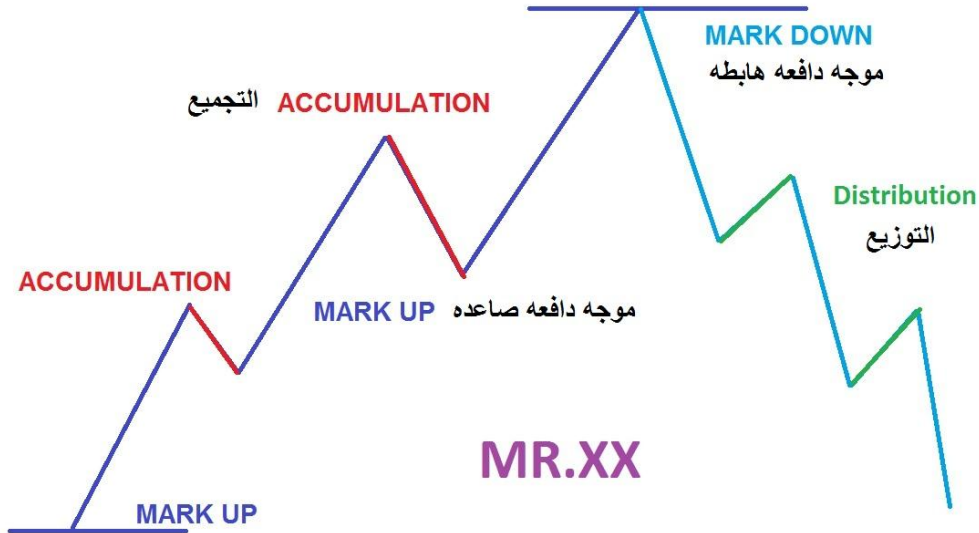 MARK DOWN
موجه دافعه هابطه
التجميع ACCUMULATION
Distribution
التوزيع
ACCUMULATION
MARK UP موجه دافعه صاعده
MR.XX
MARK UP